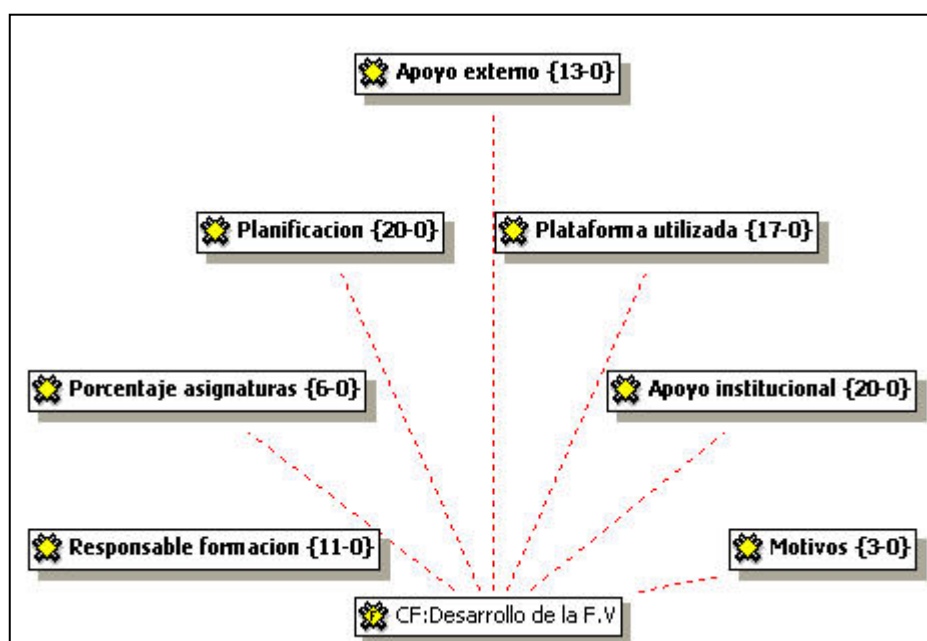 Apoyo externo {13-0}
Planificacion {20-0}
Plataforma utilizada {17-0}
Porcentaje asignaturas {6-0}
Apoyo institucional {20-0}
Responsable formacion {11-0}
Motivos {3-0}
CF:Desarrollo de la F.V